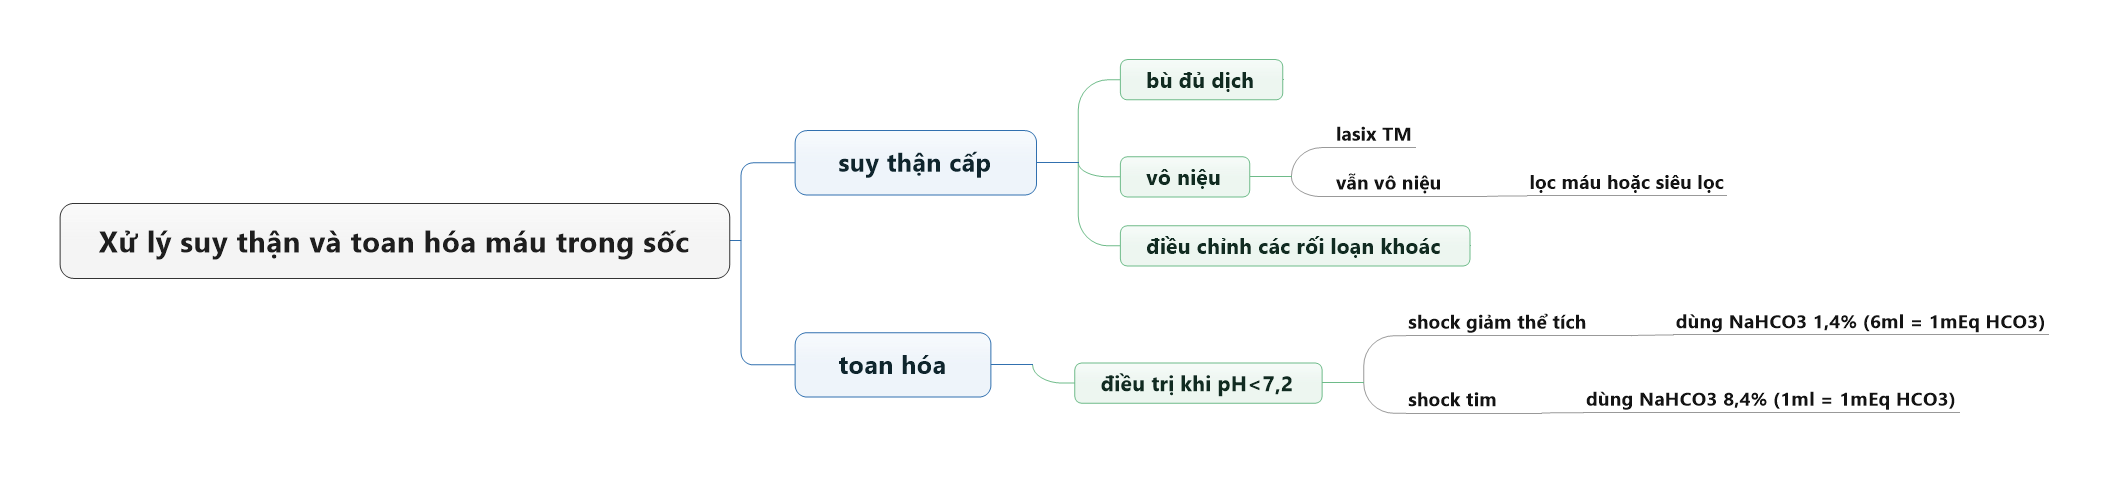 Xử lý suy thận và toan hóa máu trong sốc
suy thận cấp
bù đủ dịch
vô niệu
lasix TM
vẫn vô niệu
lọc máu hoặc siêu lọc
điều chỉnh các rối loạn khoác
toan hóa
điều trị khi pH<7,2
shock giảm thể tích
dùng NaHCO3 1,4% (6ml = 1mEq HCO3)
shock tim
dùng NaHCO3 8,4% (1ml = 1mEq HCO3)